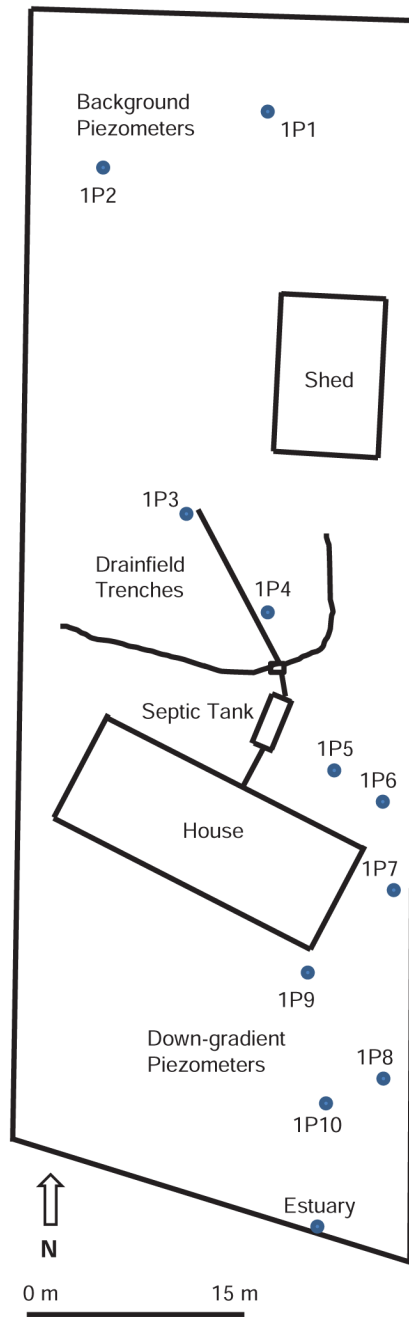 Background
Piezometers
1P1
1P2
Shed
1P3
Drainfield
Trenches
1P4
Septic Tank
1P5
1P6
House
1P7
1P9
Down-gradient
Piezometers
1P8
1P10
Estuary
N
0 m
15 m